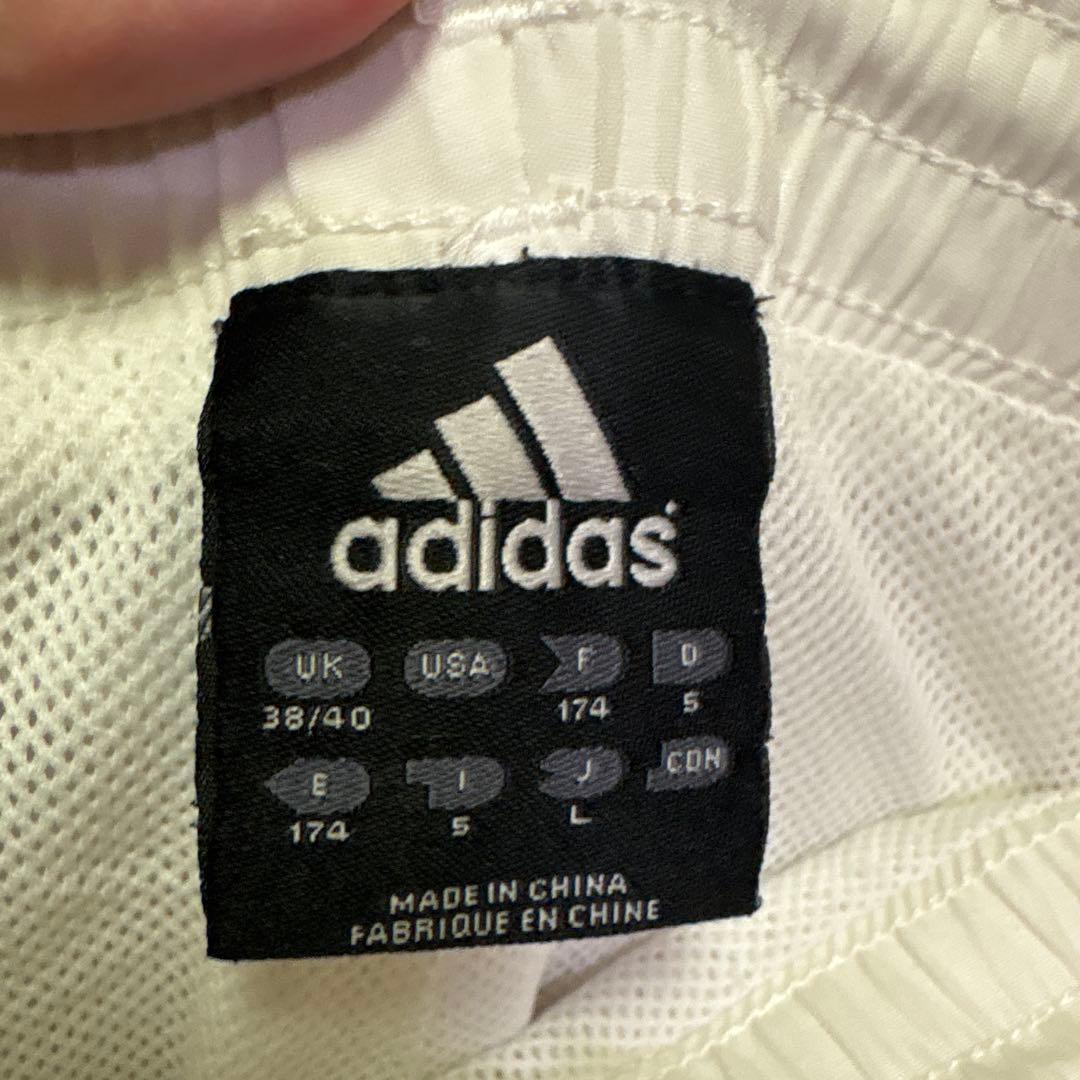 adidas
UK USA F D
38/40 174 5
E I J CDN
174 5 L
MADE IN CHINA
FABRIQUE EN CHINE